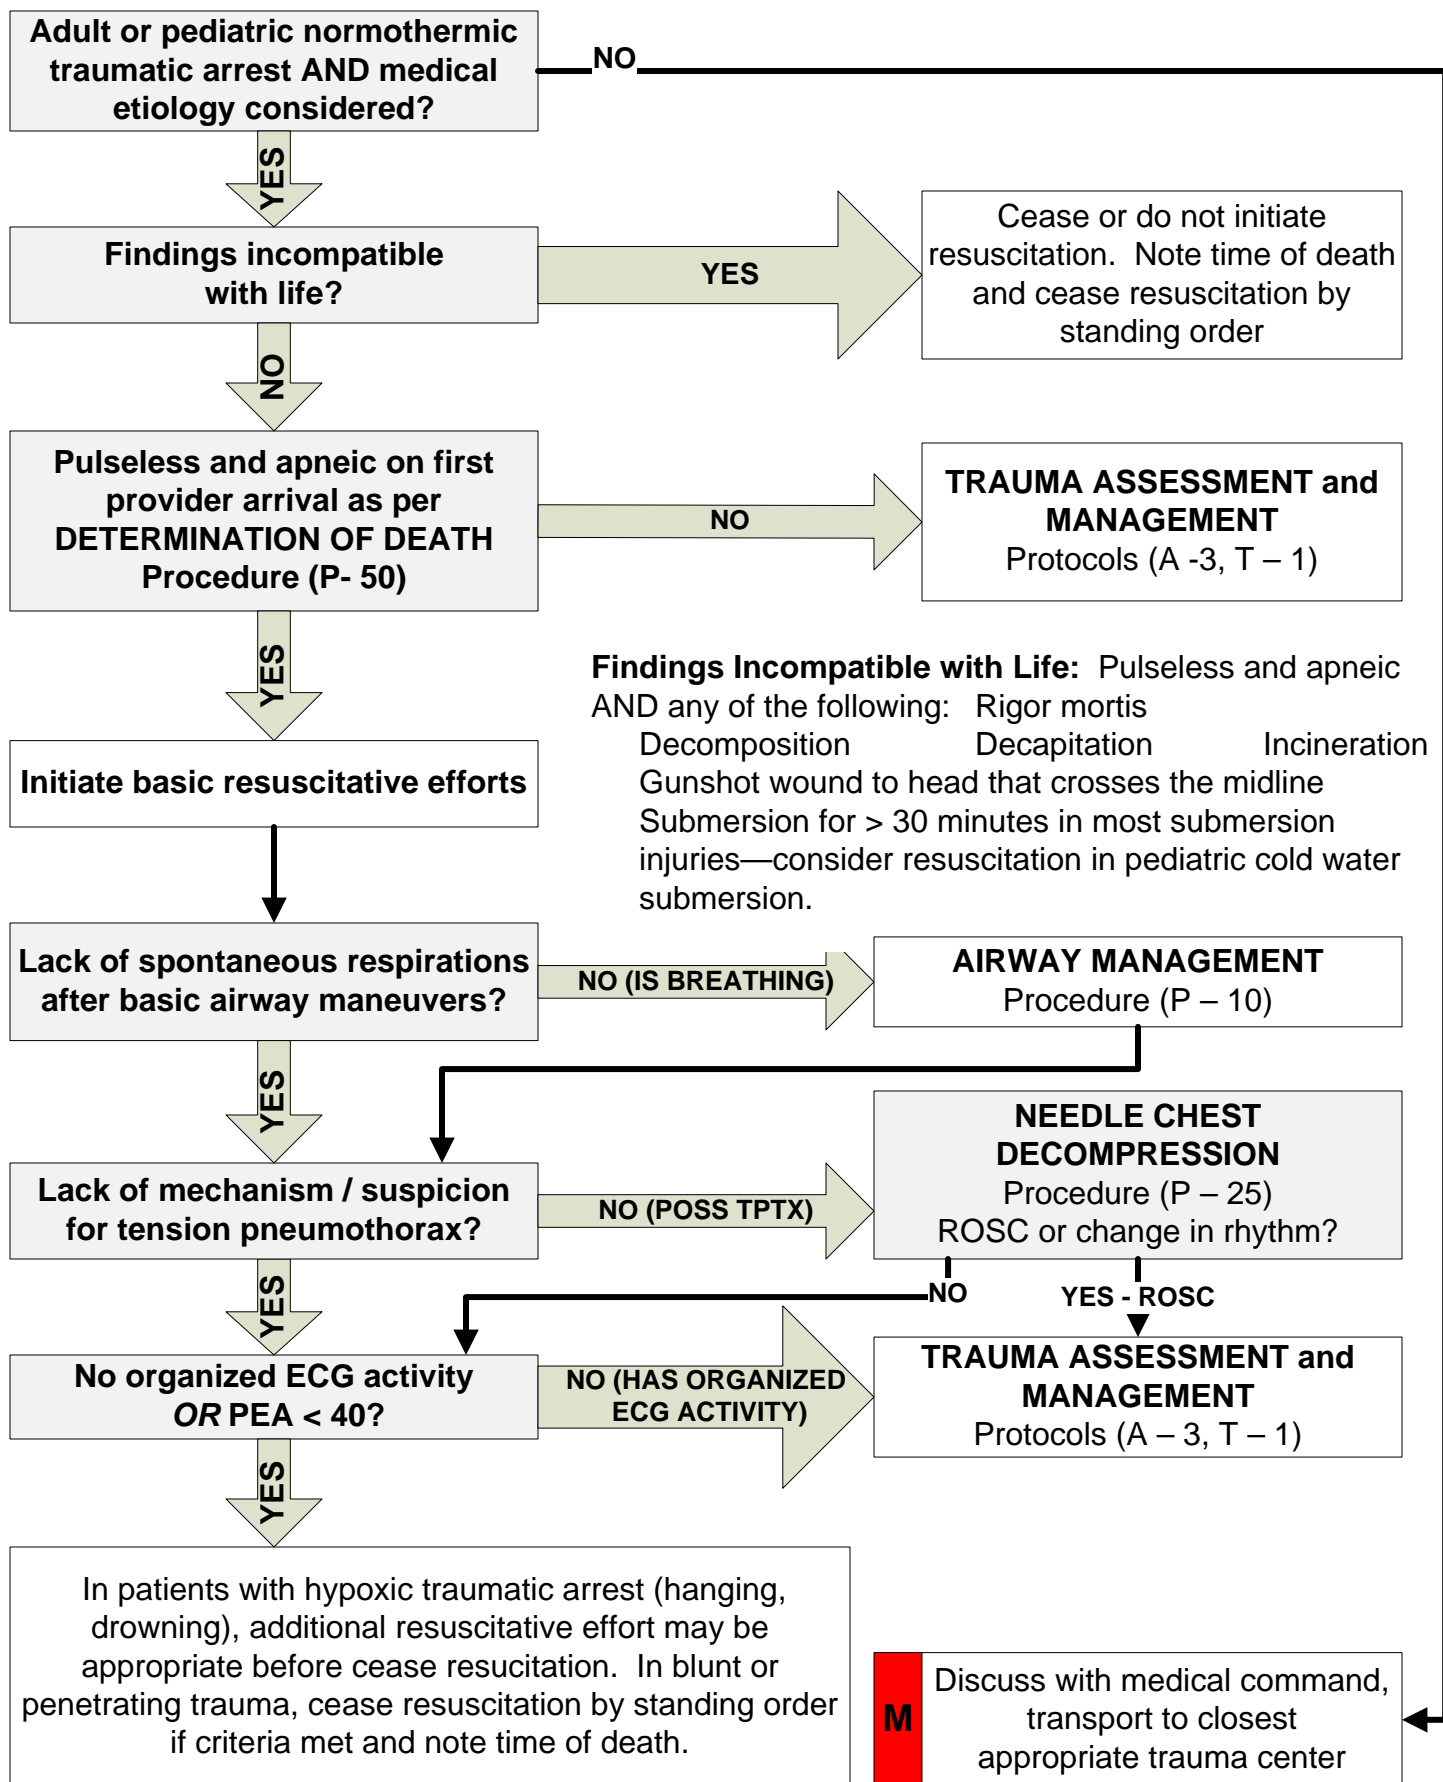 Adult or pediatric normothermic
traumatic arrest AND medical
etiology considered?
NO
YES
Findings incompatible
with life?
YES
Cease or do not initiate
resuscitation. Note time of death
and cease resuscitation by
standing order
NO
Pulseless and apneic on first
provider arrival as per
DETERMINATION OF DEATH
Procedure (P- 50)
NO
TRAUMA ASSESSMENT and
MANAGEMENT
Protocols (A -3, T – 1)
YES
Findings Incompatible with Life: Pulseless and apneic
AND any of the following: Rigor mortis
Decomposition Decapitation Incineration
Gunshot wound to head that crosses the midline
Submersion for > 30 minutes in most submersion
injuries—consider resuscitation in pediatric cold water
submersion.
Initiate basic resuscitative efforts
Lack of spontaneous respirations
after basic airway maneuvers?
NO (IS BREATHING)
AIRWAY MANAGEMENT
Procedure (P – 10)
YES
Lack of mechanism / suspicion
for tension pneumothorax?
NO (POSS TPTX)
NEEDLE CHEST
DECOMPRESSION
Procedure (P – 25)
ROSC or change in rhythm?
NO
YES - ROSC
YES
No organized ECG activity
OR PEA < 40?
NO (HAS ORGANIZED
ECG ACTIVITY)
TRAUMA ASSESSMENT and
MANAGEMENT
Protocols (A – 3, T – 1)
YES
In patients with hypoxic traumatic arrest (hanging,
drowning), additional resuscitative effort may be
appropriate before cease resucitation. In blunt or
penetrating trauma, cease resuscitation by standing order
if criteria met and note time of death.
M
Discuss with medical command,
transport to closest
appropriate trauma center